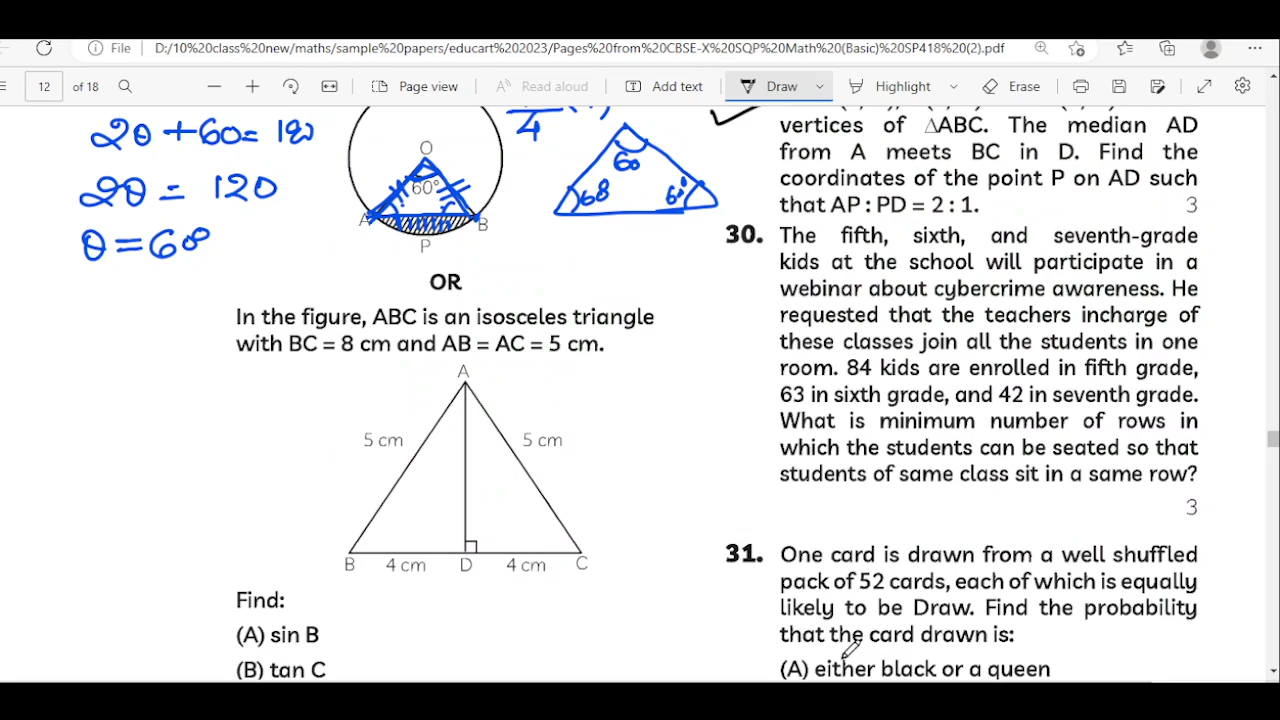 File
D:/10%20class%20new/maths/sample%20papers/educart%202023/Pages%20from%20CBSE-X%20SQP%20Math%20(Basic)%20SP418%20(2).pdf
12 of 18
Page view
Read aloud
Add text
Draw
Highlight
Erase
2θ + 60 = 180
2θ = 120
θ = 60°
4
O
60°
A
B
P
60
60
60°
OR
In the figure, ABC is an isosceles triangle
with BC = 8 cm and AB = AC = 5 cm.
A
5 cm
5 cm
B
4 cm
D
4 cm
C
Find:
(A) sin B
(B) tan C
vertices of △ABC. The median AD
from A meets BC in D. Find the
coordinates of the point P on AD such
that AP : PD = 2 : 1. 3
30. The fifth, sixth, and seventh-grade
kids at the school will participate in a
webinar about cybercrime awareness. He
requested that the teachers incharge of
these classes join all the students in one
room. 84 kids are enrolled in fifth grade,
63 in sixth grade, and 42 in seventh grade.
What is minimum number of rows in
which the students can be seated so that
students of same class sit in a same row?
3
31. One card is drawn from a well shuffled
pack of 52 cards, each of which is equally
likely to be Draw. Find the probability
that the card drawn is:
(A) either black or a queen